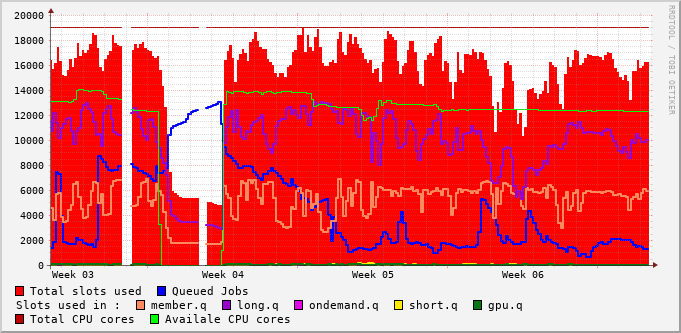 RRDTOOL / TOBI OETIKER
20000
18000
16000
14000
12000
10000
8000
6000
4000
2000
0
Week 03 Week 04 Week 05 Week 06
Total slots used Queued Jobs
Slots used in : member.q long.q ondemand.q short.q gpu.q
Total CPU cores Availale CPU cores